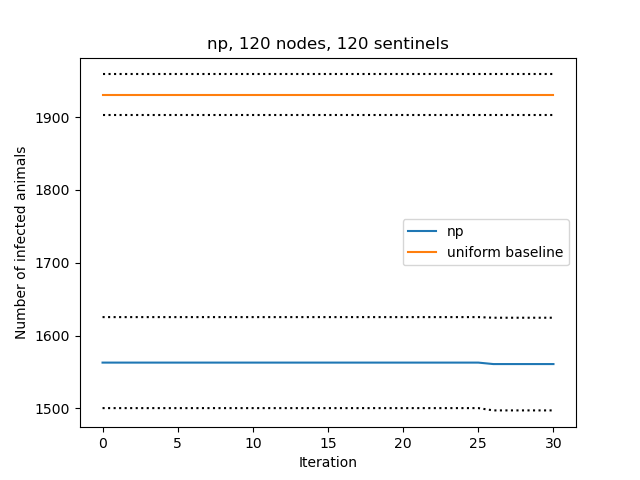 np, 120 nodes, 120 sentinels
Number of infected animals
1900
1800
1700
1600
1500
np
uniform baseline
0 5 10 15 20 25 30
Iteration